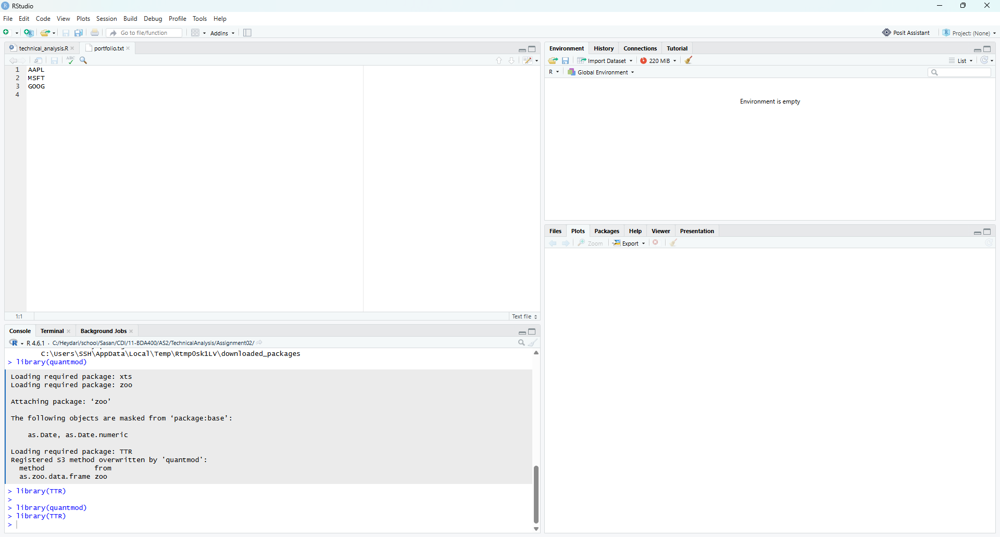 RStudio
File Edit Code View Plots Session Build Debug Profile Tools Help
Go to file/function Addins Posit Assistant Project: (None)
technical_analysis.R portfolio.txt
ABC
1 AAPL
2 MSFT
3 GOOG
4
1:1 Text file
Console Terminal Background Jobs
R 4.6.1 · C:/Heydari/school/Sasan/CDI/11-BDA400/AS2/TechnicalAnalysis/Assignment02/
C:\Users\SSH\AppData\Local\Temp\RtmpOsk1LV\downloaded_packages
> library(quantmod)
Loading required package: xts
Loading required package: zoo
Attaching package: ‘zoo’
The following objects are masked from ‘package:base’:
as.Date, as.Date.numeric
Loading required package: TTR
Registered S3 method overwritten by 'quantmod':
method from
as.zoo.data.frame zoo
> library(TTR)
>
> library(quantmod)
> library(TTR)
>
Environment History Connections Tutorial
Import Dataset 220 MiB List
R Global Environment
Environment is empty
Files Plots Packages Help Viewer Presentation
Zoom Export